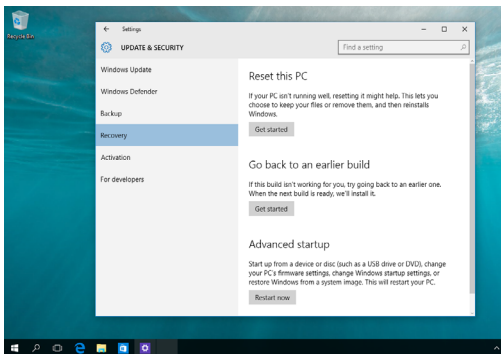 Recycle Bin
Settings
UPDATE & SECURITY
Find a setting
Windows Update
Windows Defender
Backup
Recovery
Activation
For developers
Reset this PC
If your PC isn't running well, resetting it might help. This lets you
choose to keep your files or remove them, and then reinstalls
Windows.
Get started
Go back to an earlier build
If this build isn't working for you, try going back to an earlier one.
When the next build is ready, we'll install it.
Get started
Advanced startup
Start up from a device or disc (such as a USB drive or DVD), change
your PC's firmware settings, change Windows startup settings, or
restore Windows from a system image. This will restart your PC.
Restart now